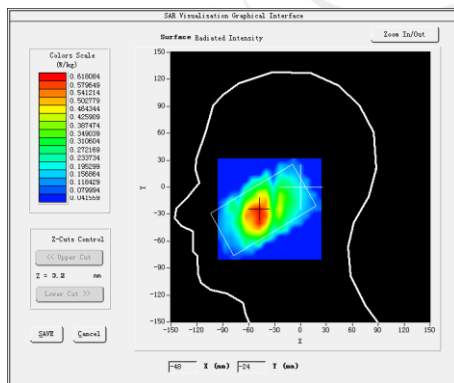 SAR Visualisation Graphical Interface
Surface Radiated Intensity
Zoom In/Out
Colors Scale
(W/kg)
0.618084
0.579649
0.541214
0.502779
0.464344
0.425909
0.387474
0.349039
0.310604
0.272169
0.233734
0.195299
0.156864
0.118429
0.079994
0.041559
150
120
90
60
30
0
-30
-60
-90
-120
-150
Y
-150 -120 -90 -60 -30 0 30 60 90 120 150
X
Z-Cuts Control
<< Upper Cut
Z = 0.2 mm
Lower Cut >>
SAVE Cancel
-48 X (mm) -24 Y (mm)